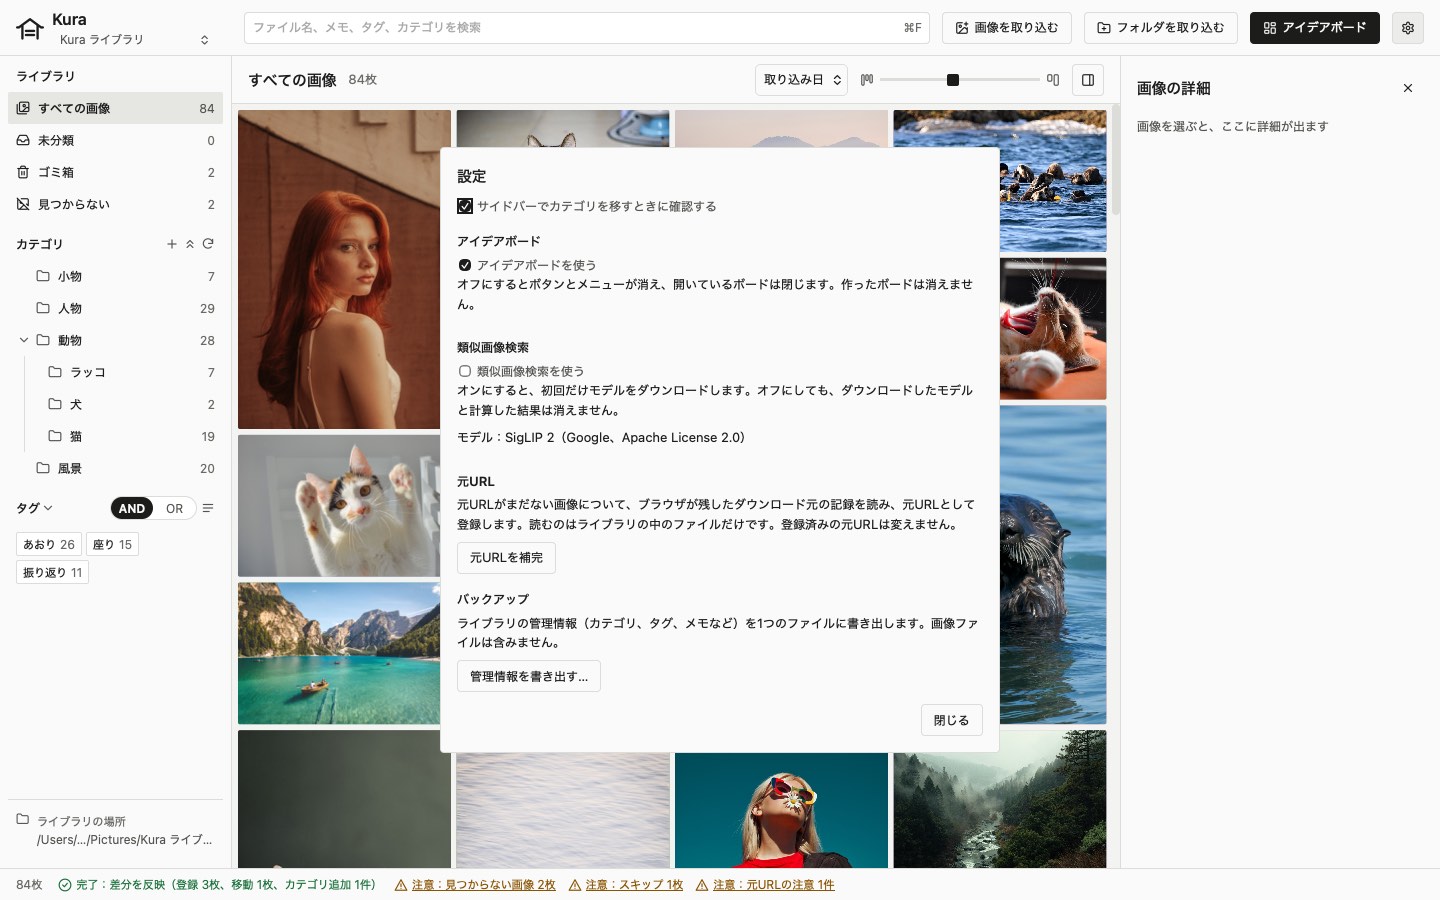 Kura
Kura ライブラリ
ファイル名、メモ、タグ、カテゴリを検索
⌘F
画像を取り込む
フォルダを取り込む
アイデアボード
ライブラリ
すべての画像 84
未分類 0
ゴミ箱 2
見つからない 2
カテゴリ
小物 7
人物 29
動物 28
ラッコ 7
犬 2
猫 19
風景 20
タグ
AND
OR
あおり 26
座り 15
振り返り 11
ライブラリの場所
/Users/.../Pictures/Kura ライブ...
すべての画像 84枚
取り込み日
設定
サイドバーでカテゴリを移すときに確認する
アイデアボード
アイデアボードを使う
オフにするとボタンとメニューが消え、開いているボードは閉じます。作ったボードは消えませ
ん。
類似画像検索
類似画像検索を使う
オンにすると、初回だけモデルをダウンロードします。オフにしても、ダウンロードしたモデル
と計算した結果は消えません。
モデル：SigLIP 2（Google、Apache License 2.0）
元URL
元URLがまだない画像について、ブラウザが残したダウンロード元の記録を読み、元URLとして
登録します。読むのはライブラリの中のファイルだけです。登録済みの元URLは変えません。
元URLを補完
バックアップ
ライブラリの管理情報（カテゴリ、タグ、メモなど）を1つのファイルに書き出します。画像ファ
イルは含みません。
管理情報を書き出す...
閉じる
画像の詳細
画像を選ぶと、ここに詳細が出ます
84枚
完了：差分を反映（登録 3枚、移動 1枚、カテゴリ追加 1件）
注意：見つからない画像 2枚
注意：スキップ 1枚
注意：元URLの注意 1件